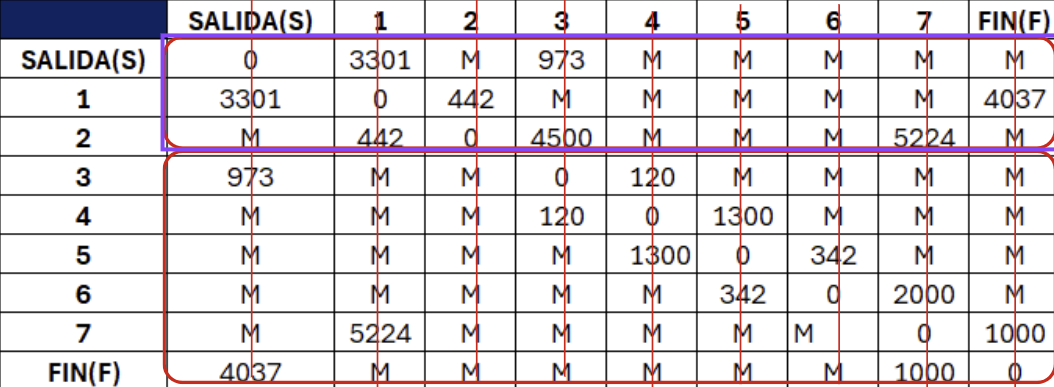 SALIDA(S) 1 2 3 4 5 6 7 FIN(F)
SALIDA(S) 0 3301 M 973 M M M M M
1 3301 0 442 M M M M M 4037
2 M 442 0 4500 M M M 5224 M
3 973 M M 0 120 M M M M
4 M M M 120 0 1300 M M M
5 M M M M 1300 0 342 M M
6 M M M M M 342 0 2000 M
7 M 5224 M M M M M 0 1000
FIN(F) 4037 M M M M M M 1000 0